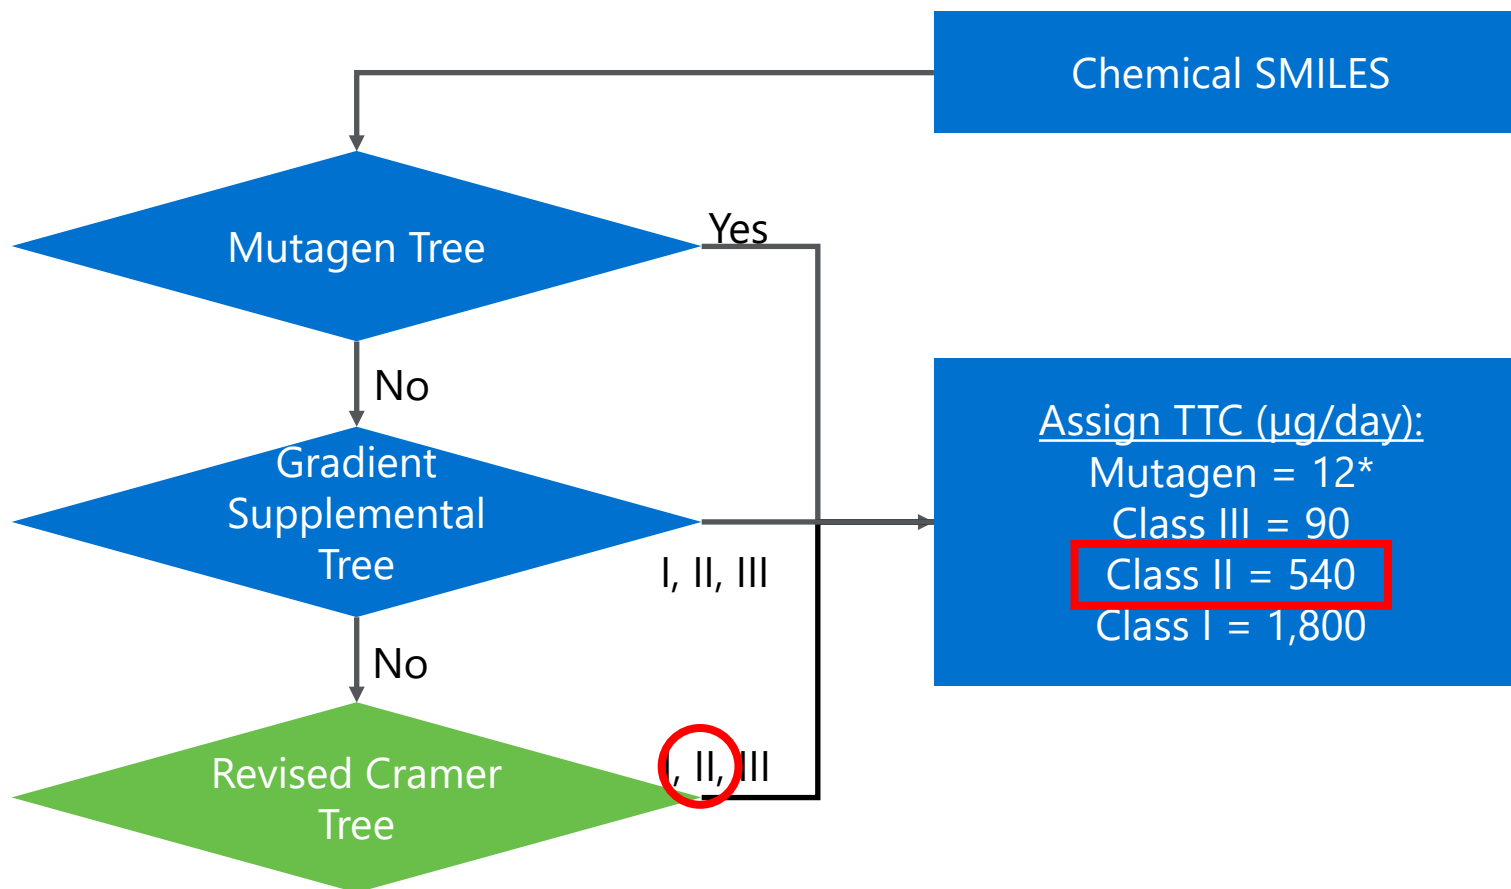 Chemical SMILES
Mutagen Tree
Yes
No
Gradient
Supplemental
Tree
I, II, III
No
Revised Cramer
Tree
I, II, III
Assign TTC (µg/day):
Mutagen = 12*
Class III = 90
Class II = 540
Class I = 1,800